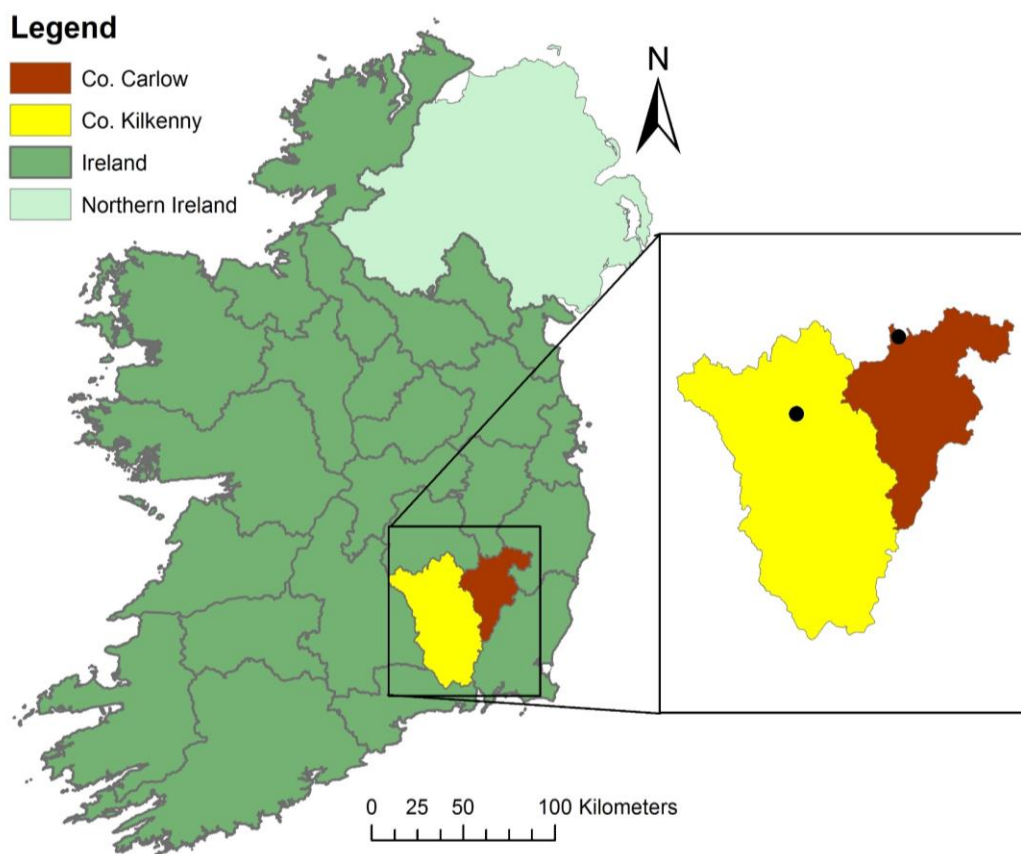 Legend
Co. Carlow
Co. Kilkenny
Ireland
Northern Ireland
N
0 25 50 100 Kilometers